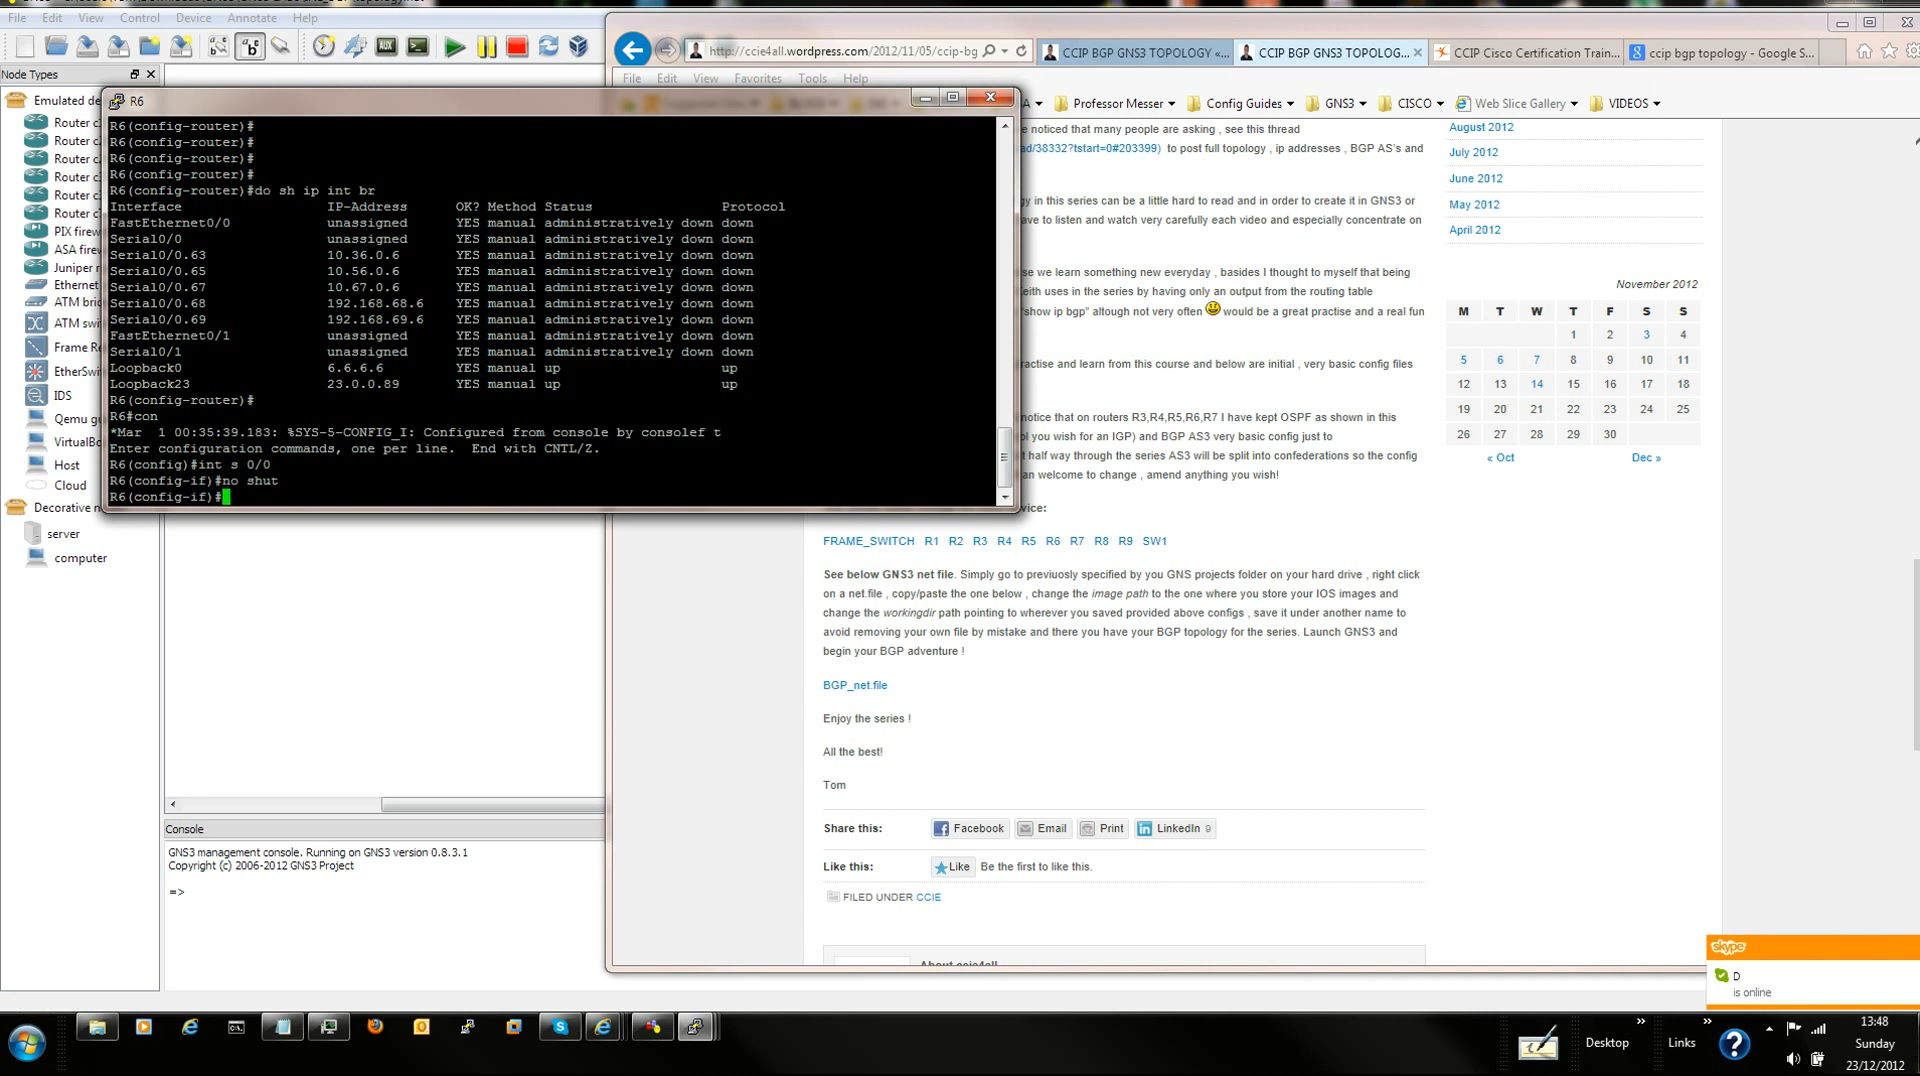 File Edit View Control Device Annotate Help
Node Types
Emulated de
Router c
Router c
Router c
Router c
Router c
PIX firew
ASA firew
Juniper r
Ethernet
ATM brid
ATM swit
Frame Re
EtherSwit
IDS
Qemu gu
VirtualBo
Host
Cloud
Decorative n
server
computer
R6
R6(config-router)#
R6(config-router)#
R6(config-router)#
R6(config-router)#
R6(config-router)#do sh ip int br
Interface IP-Address OK? Method Status Protocol
FastEthernet0/0 unassigned YES manual administratively down down
Serial0/0 unassigned YES manual administratively down down
Serial0/0.63 10.36.0.6 YES manual administratively down down
Serial0/0.65 10.56.0.6 YES manual administratively down down
Serial0/0.67 10.67.0.6 YES manual administratively down down
Serial0/0.68 192.168.68.6 YES manual administratively down down
Serial0/0.69 192.168.69.6 YES manual administratively down down
FastEthernet0/1 unassigned YES manual administratively down down
Serial0/1 unassigned YES manual administratively down down
Loopback0 6.6.6.6 YES manual up up
Loopback23 23.0.0.89 YES manual up up
R6(config-router)#
R6#con
*Mar 1 00:35:39.183: %SYS-5-CONFIG_I: Configured from console by consolef t
Enter configuration commands, one per line. End with CNTL/Z.
R6(config)#int s 0/0
R6(config-if)#no shut
R6(config-if)#
Console
GNS3 management console. Running on GNS3 version 0.8.3.1
Copyright (c) 2006-2012 GNS3 Project
=>
http://ccie4all.wordpress.com/2012/11/05/ccip-bg
CCIP BGP GNS3 TOPOLOGY «...
CCIP BGP GNS3 TOPOLOG...
CCIP Cisco Certification Train...
ccip bgp topology - Google S...
File Edit View Favorites Tools Help
Professor Messer Config Guides GNS3 CISCO Web Slice Gallery VIDEOS
e noticed that many people are asking , see this thread
ad/38332?tstart=0#203399) to post full topology , ip addresses , BGP AS's and
gy in this series can be a little hard to read and in order to create it in GNS3 or
ave to listen and watch very carefully each video and especially concentrate on
se we learn something new everyday , basides I thought to myself that being
Keith uses in the series by having only an output from the routing table
"show ip bgp" altough not very often would be a great practise and a real fun
ractise and learn from this course and below are initial , very basic config files
notice that on routers R3,R4,R5,R6,R7 I have kept OSPF as shown in this
ol you wish for an IGP) and BGP AS3 very basic config just to
t half way through the series AS3 will be split into confederations so the config
an welcome to change , amend anything you wish!
vice:
FRAME_SWITCH R1 R2 R3 R4 R5 R6 R7 R8 R9 SW1
See below GNS3 net file. Simply go to previuosly specified by you GNS projects folder on your hard drive , right click
on a net.file , copy/paste the one below , change the image path to the one where you store your IOS images and
change the workingdir path pointing to wherever you saved provided above configs , save it under another name to
avoid removing your own file by mistake and there you have your BGP topology for the series. Launch GNS3 and
begin your BGP adventure !
BGP_net.file
Enjoy the series !
All the best!
Tom
Share this: Facebook Email Print LinkedIn 9
Like this: Like Be the first to like this.
FILED UNDER CCIE
About ccie4all
August 2012
July 2012
June 2012
May 2012
April 2012
November 2012
M T W T F S S
1 2 3 4
5 6 7 8 9 10 11
12 13 14 15 16 17 18
19 20 21 22 23 24 25
26 27 28 29 30
« Oct Dec »
skype
D
is online
Desktop
Links
13:48
Sunday
23/12/2012